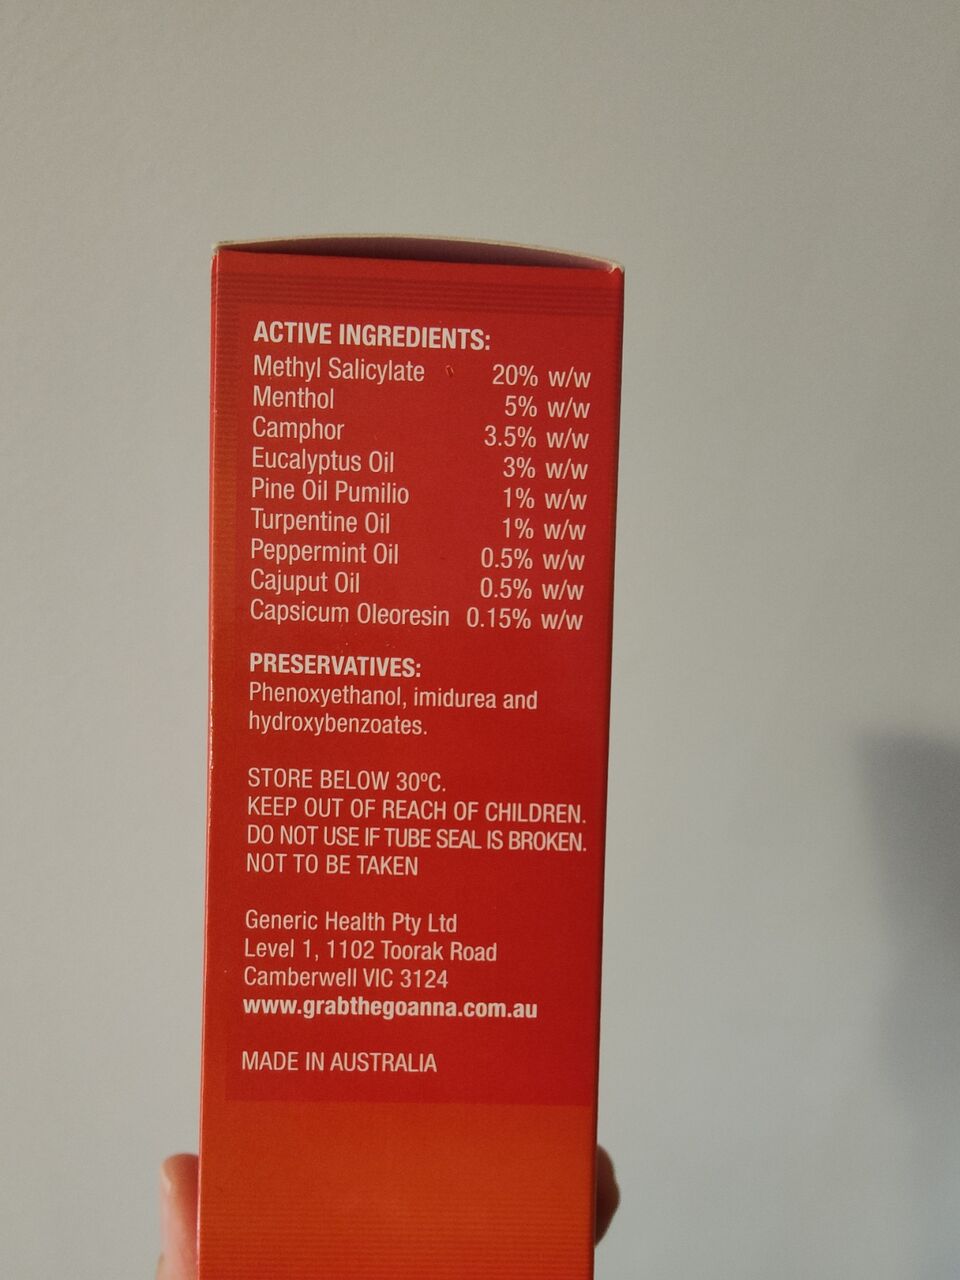 ACTIVE INGREDIENTS:
Methyl Salicylate 20% w/w
Menthol 5% w/w
Camphor 3.5% w/w
Eucalyptus Oil 3% w/w
Pine Oil Pumilio 1% w/w
Turpentine Oil 1% w/w
Peppermint Oil 0.5% w/w
Cajuput Oil 0.5% w/w
Capsicum Oleoresin 0.15% w/w
PRESERVATIVES:
Phenoxyethanol, imidurea and
hydroxybenzoates.
STORE BELOW 30ºC.
KEEP OUT OF REACH OF CHILDREN.
DO NOT USE IF TUBE SEAL IS BROKEN.
NOT TO BE TAKEN
Generic Health Pty Ltd
Level 1, 1102 Toorak Road
Camberwell VIC 3124
www.grabthegoanna.com.au
MADE IN AUSTRALIA